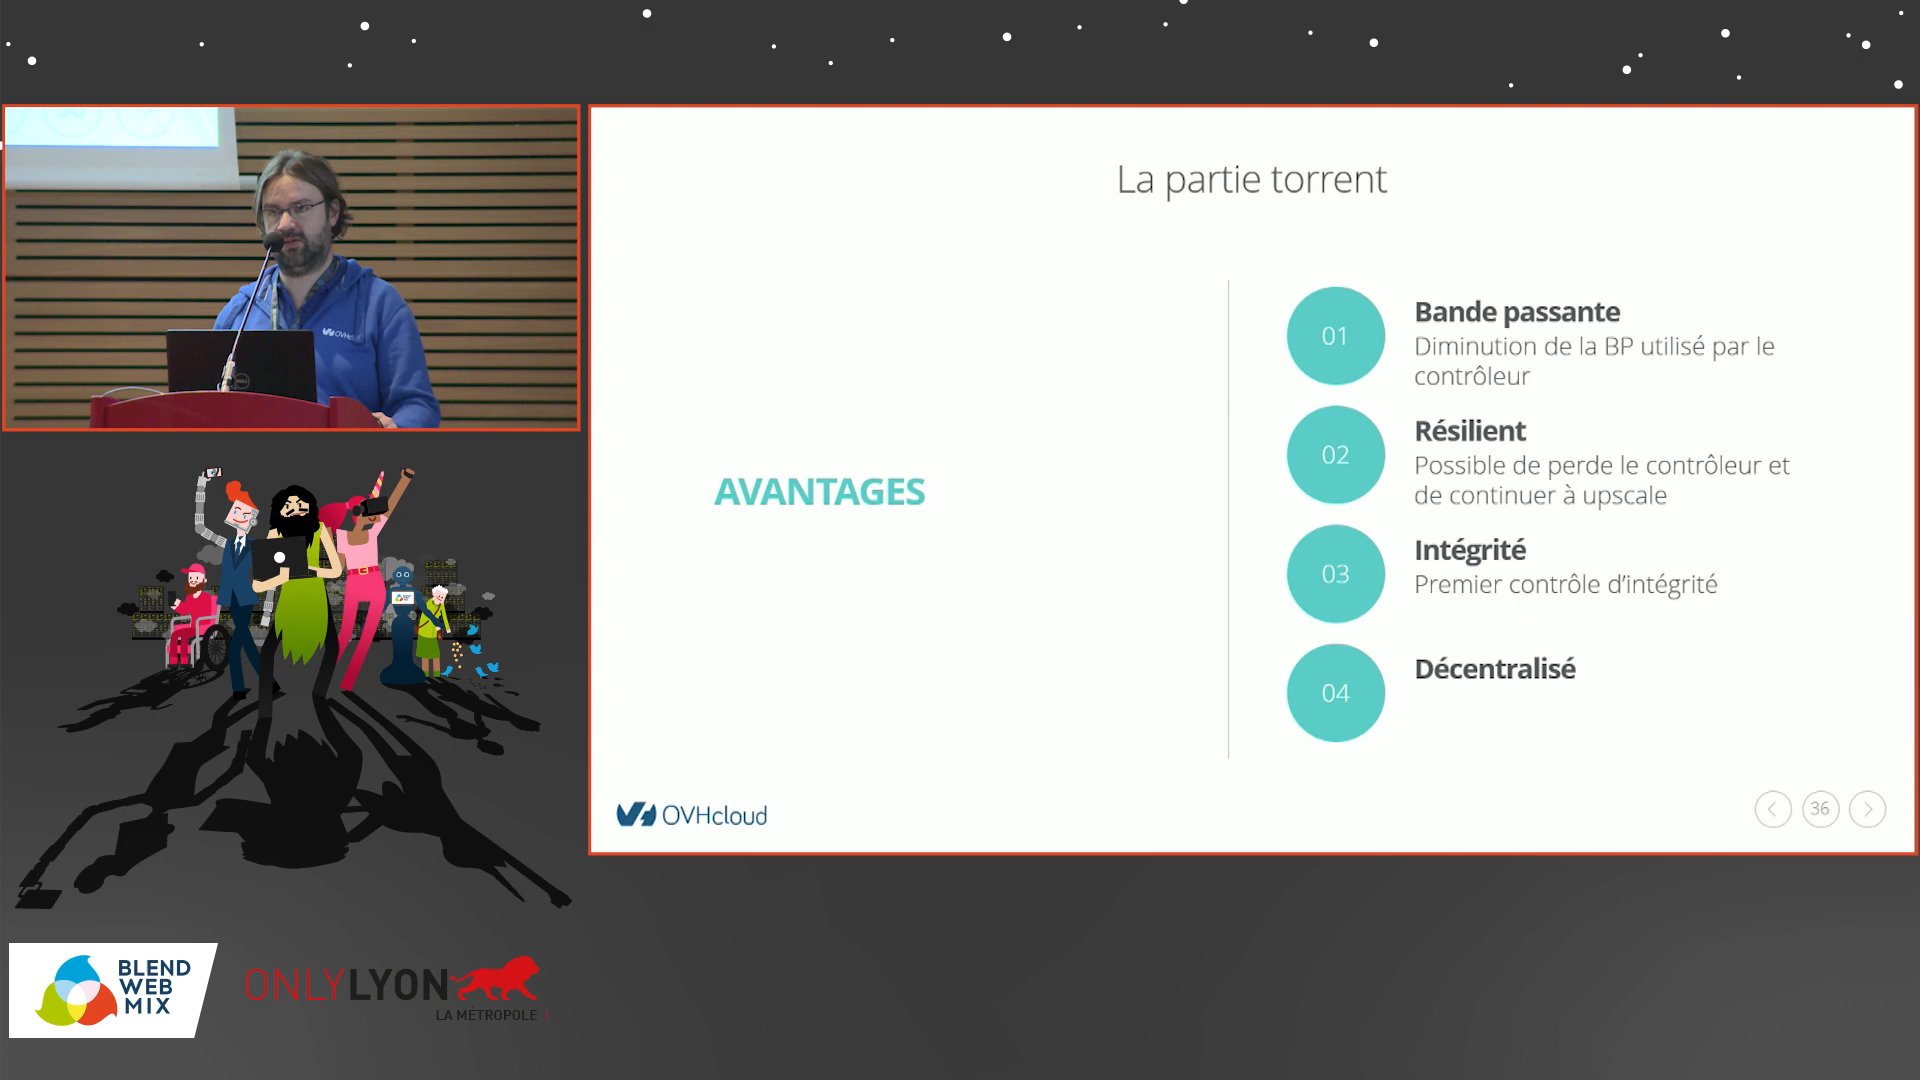 La partie torrent
AVANTAGES
01
Bande passante
Diminution de la BP utilisé par le
contrôleur
02
Résilient
Possible de perde le contrôleur et
de continuer à upscale
03
Intégrité
Premier contrôle d'intégrité
04
Décentralisé
OVHcloud
36
BLEND
WEB
MIX
ONLYLYON
LA MÉTROPOLE